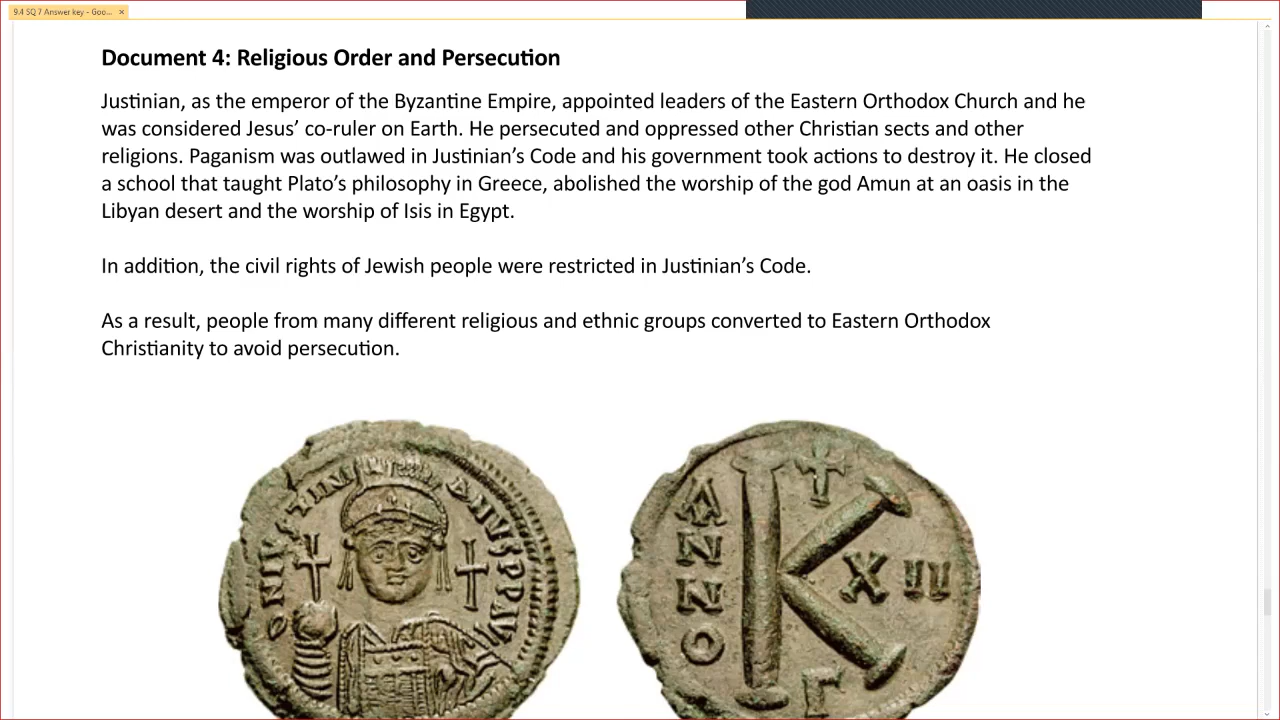 9.4 SQ 7 Answer key - Goo...
Document 4: Religious Order and Persecution
Justinian, as the emperor of the Byzantine Empire, appointed leaders of the Eastern Orthodox Church and he
was considered Jesus’ co-ruler on Earth. He persecuted and oppressed other Christian sects and other
religions. Paganism was outlawed in Justinian’s Code and his government took actions to destroy it. He closed
a school that taught Plato’s philosophy in Greece, abolished the worship of the god Amun at an oasis in the
Libyan desert and the worship of Isis in Egypt.
In addition, the civil rights of Jewish people were restricted in Justinian’s Code.
As a result, people from many different religious and ethnic groups converted to Eastern Orthodox
Christianity to avoid persecution.
DNIVSTINIANVSPPAV
ANNO
K
XII
Γ